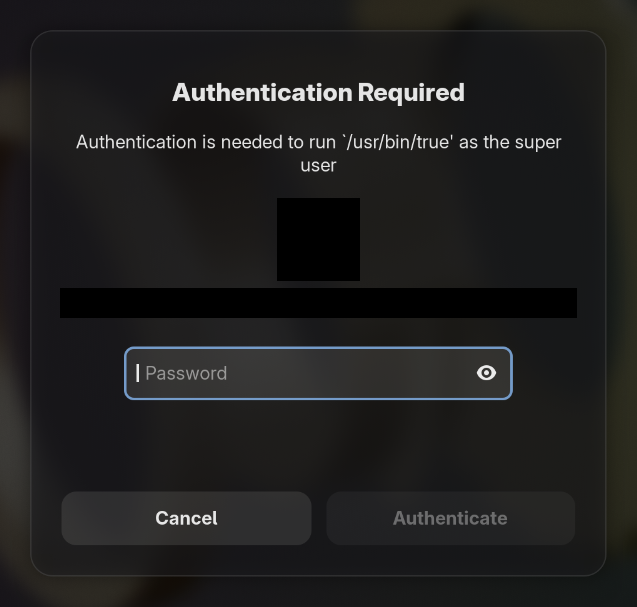 Authentication Required
Authentication is needed to run `/usr/bin/true' as the super
user
Password
Cancel
Authenticate